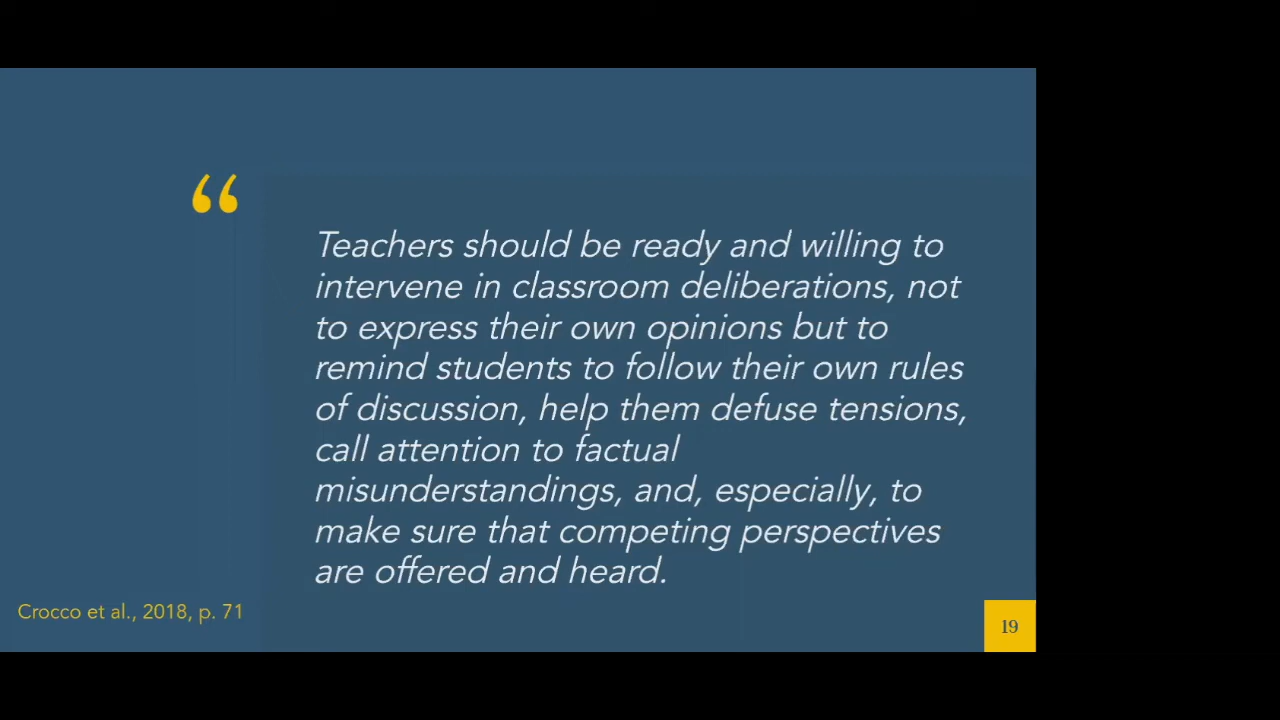 “
Teachers should be ready and willing to
intervene in classroom deliberations, not
to express their own opinions but to
remind students to follow their own rules
of discussion, help them defuse tensions,
call attention to factual
misunderstandings, and, especially, to
make sure that competing perspectives
are offered and heard.
Crocco et al., 2018, p. 71
19